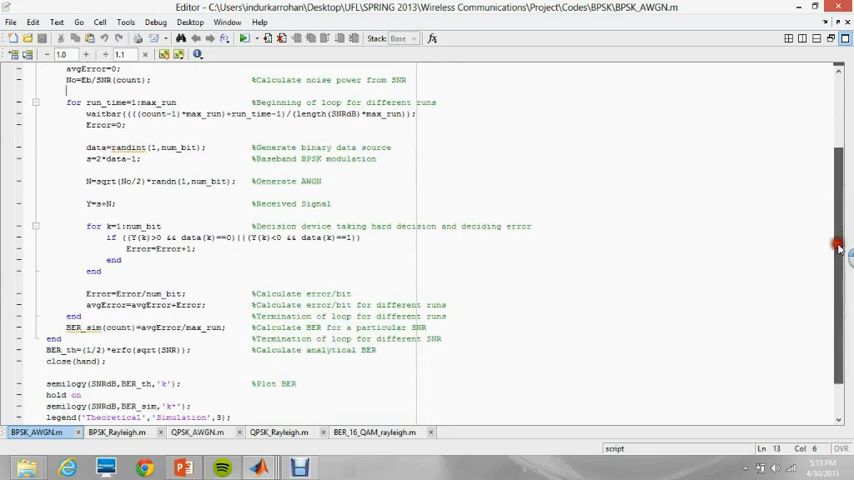 Editor - C:\Users\indurkarrohan\Desktop\UFL\SPRING 2013\Wireless Communications\Project\Codes\BPSK\BPSK_AWGN.m
File Edit Text Go Cell Tools Debug Desktop Window Help
Stack: Base
1.0 1.1
avgError=0;
No=Eb/SNR(count); %Calculate noise power from SNR
for run_time=1:max_run %Beginning of loop for different runs
waitbar((((count-1)*max_run)+run_time-1)/(length(SNRdB)*max_run));
Error=0;
data=randint(1,num_bit); %Generate binary data source
s=2*data-1; %Baseband BPSK modulation
N=sqrt(No/2)*randn(1,num_bit); %Generate AWGN
Y=s+N; %Received Signal
for k=1:num_bit %Decision device taking hard decision and deciding error
if ((Y(k)>0 && data(k)==0)||(Y(k)<0 && data(k)==1))
Error=Error+1;
end
end
Error=Error/num_bit; %Calculate error/bit
avgError=avgError+Error; %Calculate error/bit for different runs
end %Termination of loop for different runs
BER_sim(count)=avgError/max_run; %Calculate BER for a particular SNR
end %Termination of loop for different SNR
BER_th=(1/2)*erfc(sqrt(SNR)); %Calculate analytical BER
close(hand);
semilogy(SNRdB,BER_th,'k'); %Plot BER
hold on
semilogy(SNRdB,BER_sim,'k*');
legend('Theoretical','Simulation',3);
BPSK_AWGN.m BPSK_Rayleigh.m QPSK_AWGN.m QPSK_Rayleigh.m BER_16_QAM_rayleigh.m
script Ln 13 Col 6 OVR
5:13 PM
4/30/2013